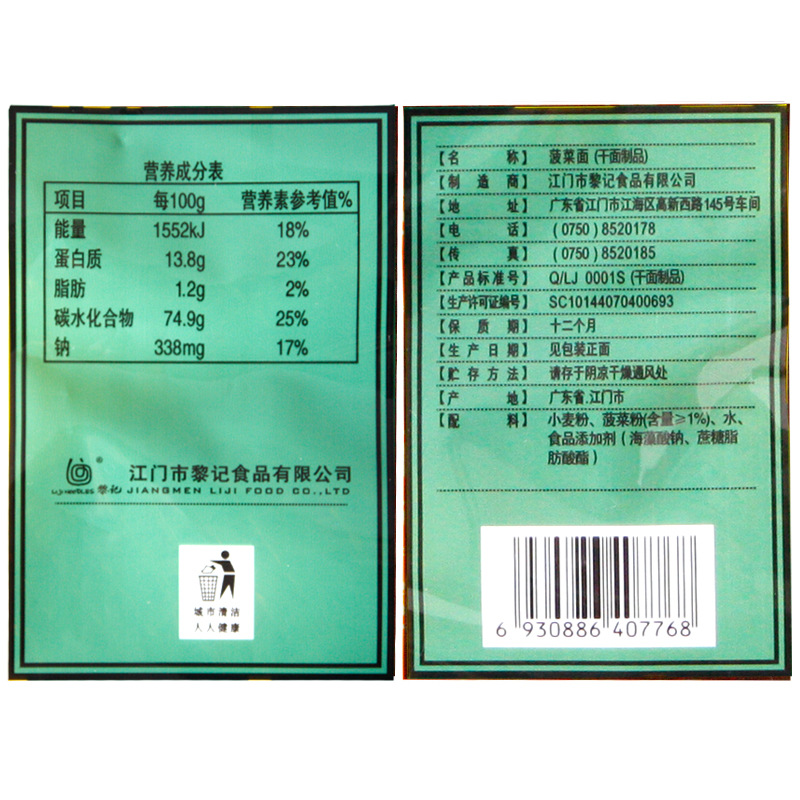 营养成分表
项目 每100g 营养素参考值%
能量 1552kJ 18%
蛋白质 13.8g 23%
脂肪 1.2g 2%
碳水化合物 74.9g 25%
钠 338mg 17%
®
LIJI NOODLES 黎记
江门市黎记食品有限公司
JIANGMEN LIJI FOOD CO.,LTD
城市清洁
人人健康
【名称】 菠菜面 (干面制品)
【制造商】 江门市黎记食品有限公司
【地址】 广东省江门市江海区高新西路145号车间
【电话】 (0750) 8520178
【传真】 (0750) 8520185
【产品标准号】 Q/LJ 0001S (干面制品)
【生产许可证编号】 SC10144070400693
【保质期】 十二个月
【生产日期】 见包装正面
【贮存方法】 请存于阴凉干燥通风处
【产地】 广东省.江门市
【配料】 小麦粉、菠菜粉(含量≥1%)、水、
食品添加剂 ( 海藻酸钠、蔗糖脂
肪酸酯 )
6 930886 407768